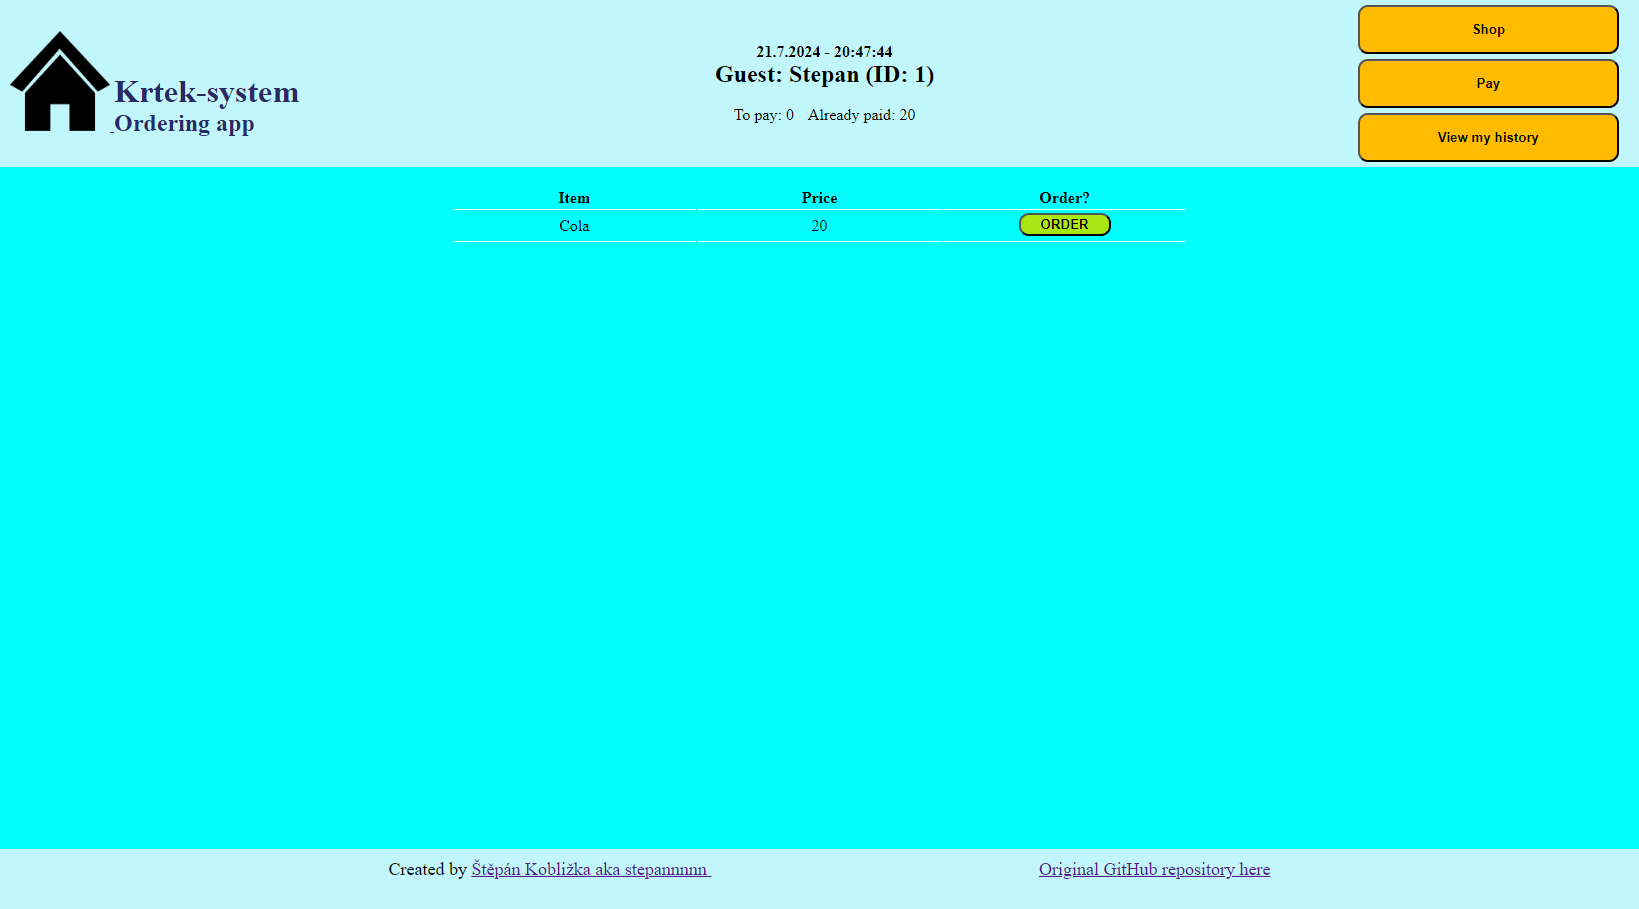 Krtek-system
Ordering app
21.7.2024 - 20:47:44
Guest: Stepan (ID: 1)
To pay: 0 Already paid: 20
Shop
Pay
View my history
Item Price Order?
Cola 20 ORDER
Created by Štěpán Kobližka aka stepannnnn Original GitHub repository here